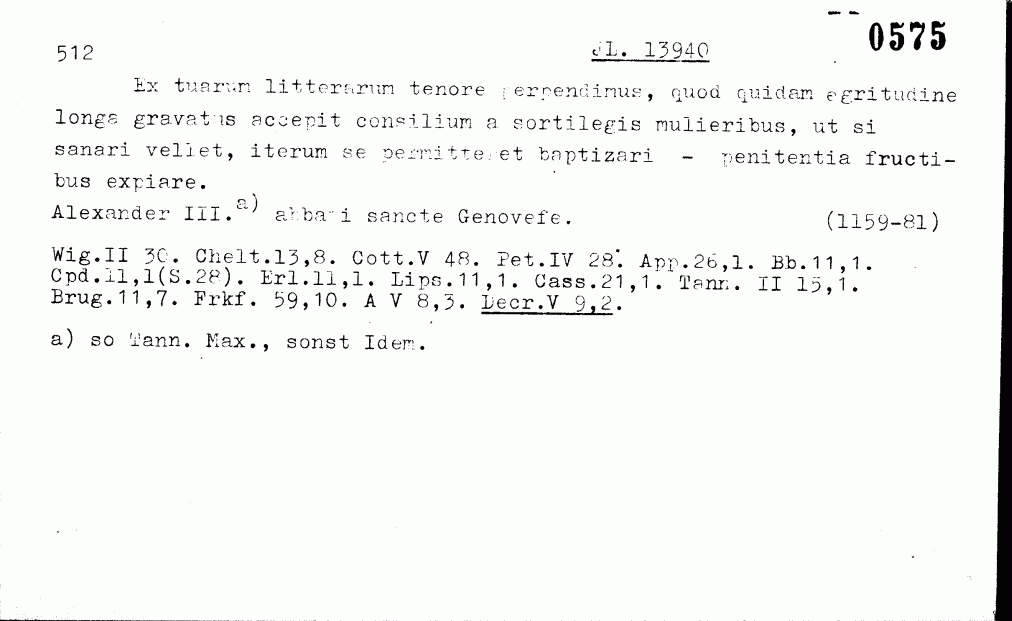 0575
512
JL. 13940
Ex tuarum litterarum tenore perpendimus, quod quidam egritudine
longa gravatus accepit consilium a sortilegis mulieribus, ut si
sanari vellet, iterum se permitteret baptizari - penitentia fructi-
bus expiare.
Alexander III.a) abbati sancte Genovefe. (1159-81)
Wig.II 30. Chelt.13,8. Cott.V 48. Pet.IV 28. App.26,1. Bb.11,1.
Cpd.11,1(S.28). Erl.11,1. Lips.11,1. Cass.21,1. Tann. II 15,1.
Brug.11,7. Frkf. 59,10. A V 8,3. Decr.V 9,2.
a) so Tann. Max., sonst Idem.